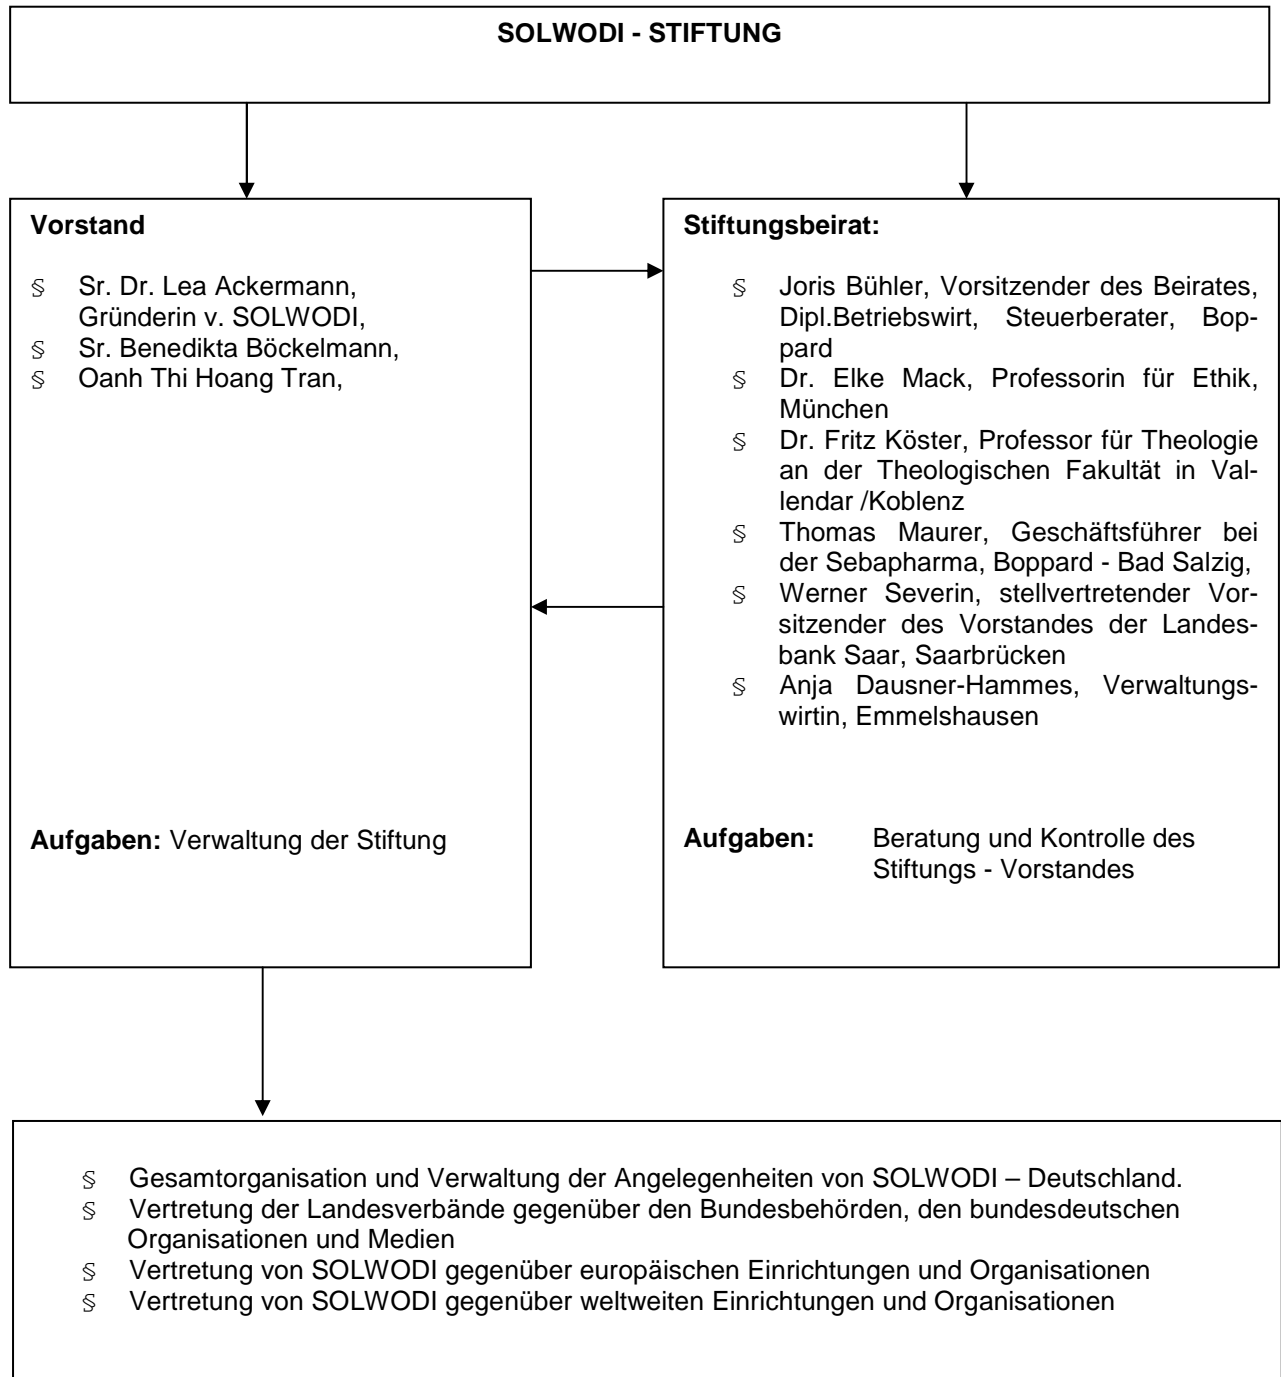 SOLWODI - STIFTUNG
Vorstand
§ Sr. Dr. Lea Ackermann,
Gründerin v. SOLWODI,
§ Sr. Benedikta Böckelmann,
§ Oanh Thi Hoang Tran,
Aufgaben: Verwaltung der Stiftung
Stiftungsbeirat:
§ Joris Bühler, Vorsitzender des Beirates,
Dipl.Betriebswirt, Steuerberater, Bop-
pard
§ Dr. Elke Mack, Professorin für Ethik,
München
§ Dr. Fritz Köster, Professor für Theologie
an der Theologischen Fakultät in Val-
lendar /Koblenz
§ Thomas Maurer, Geschäftsführer bei
der Sebapharma, Boppard - Bad Salzig,
§ Werner Severin, stellvertretender Vor-
sitzender des Vorstandes der Landes-
bank Saar, Saarbrücken
§ Anja Dausner-Hammes, Verwaltungs-
wirtin, Emmelshausen
Aufgaben: Beratung und Kontrolle des
Stiftungs - Vorstandes
§ Gesamtorganisation und Verwaltung der Angelegenheiten von SOLWODI – Deutschland.
§ Vertretung der Landesverbände gegenüber den Bundesbehörden, den bundesdeutschen
Organisationen und Medien
§ Vertretung von SOLWODI gegenüber europäischen Einrichtungen und Organisationen
§ Vertretung von SOLWODI gegenüber weltweiten Einrichtungen und Organisationen